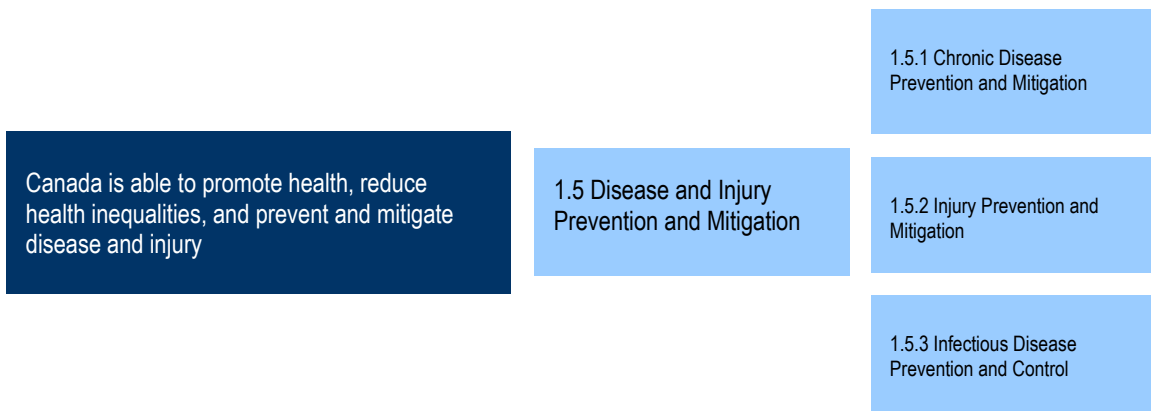 Canada is able to promote health, reduce
health inequalities, and prevent and mitigate
disease and injury
1.5 Disease and Injury
Prevention and Mitigation
1.5.1 Chronic Disease
Prevention and Mitigation
1.5.2 Injury Prevention and
Mitigation
1.5.3 Infectious Disease
Prevention and Control